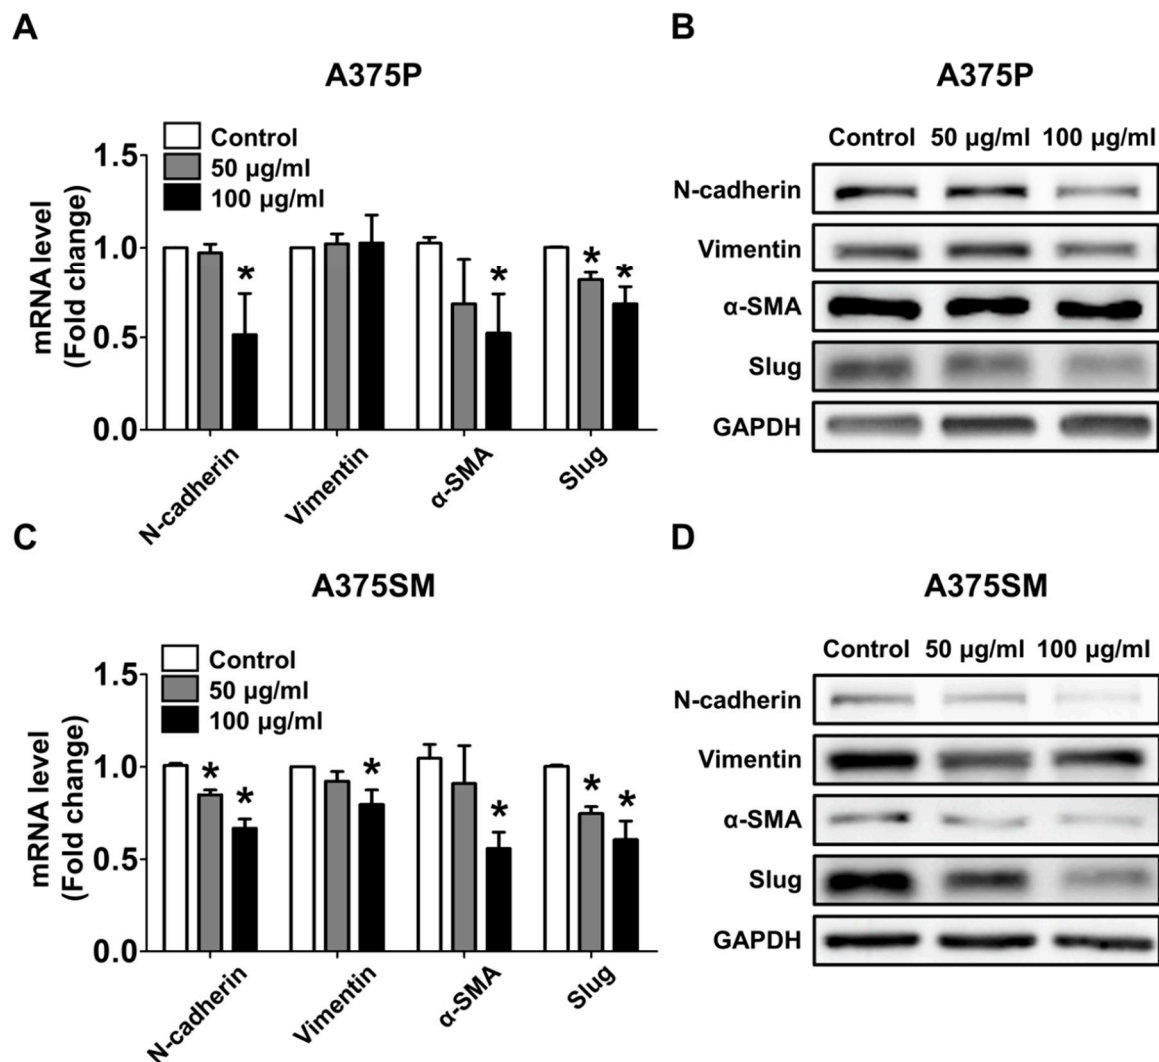 A
A375P
Control
50 µg/ml
100 µg/ml
mRNA level
(Fold change)
1.5
1.0
0.5
0.0
*
*
*
*
N-cadherin
Vimentin
α-SMA
Slug
B
A375P
Control 50 µg/ml 100 µg/ml
N-cadherin
Vimentin
α-SMA
Slug
GAPDH
C
A375SM
Control
50 µg/ml
100 µg/ml
mRNA level
(Fold change)
1.5
1.0
0.5
0.0
*
*
*
*
*
*
N-cadherin
Vimentin
α-SMA
Slug
D
A375SM
Control 50 µg/ml 100 µg/ml
N-cadherin
Vimentin
α-SMA
Slug
GAPDH